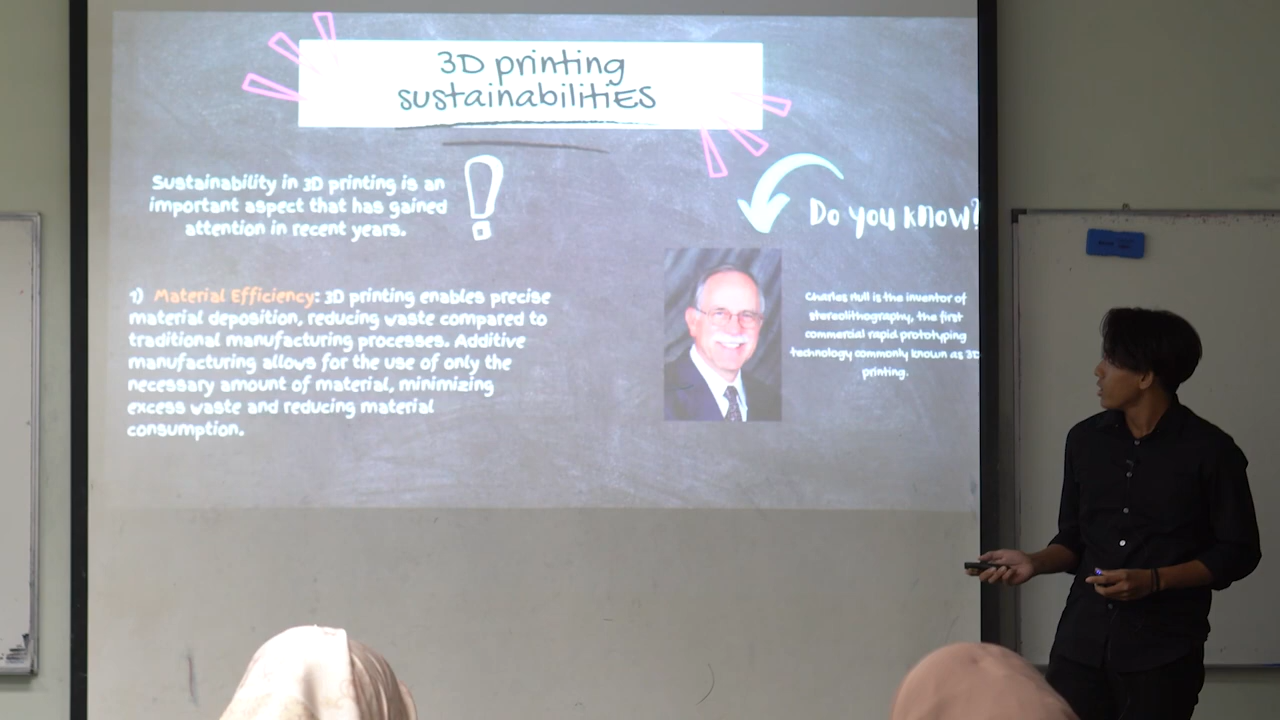 3D printing
sustainabilities
Sustainability in 3D printing is an
important aspect that has gained
attention in recent years.
!
Do you know?
1) Material Efficiency: 3D printing enables precise
material deposition, reducing waste compared to
traditional manufacturing processes. Additive
manufacturing allows for the use of only the
necessary amount of material, minimizing
excess waste and reducing material
consumption.
Charles Hull is the inventor of
stereolithography, the first
commercial rapid prototyping
technology commonly known as 3D
printing.